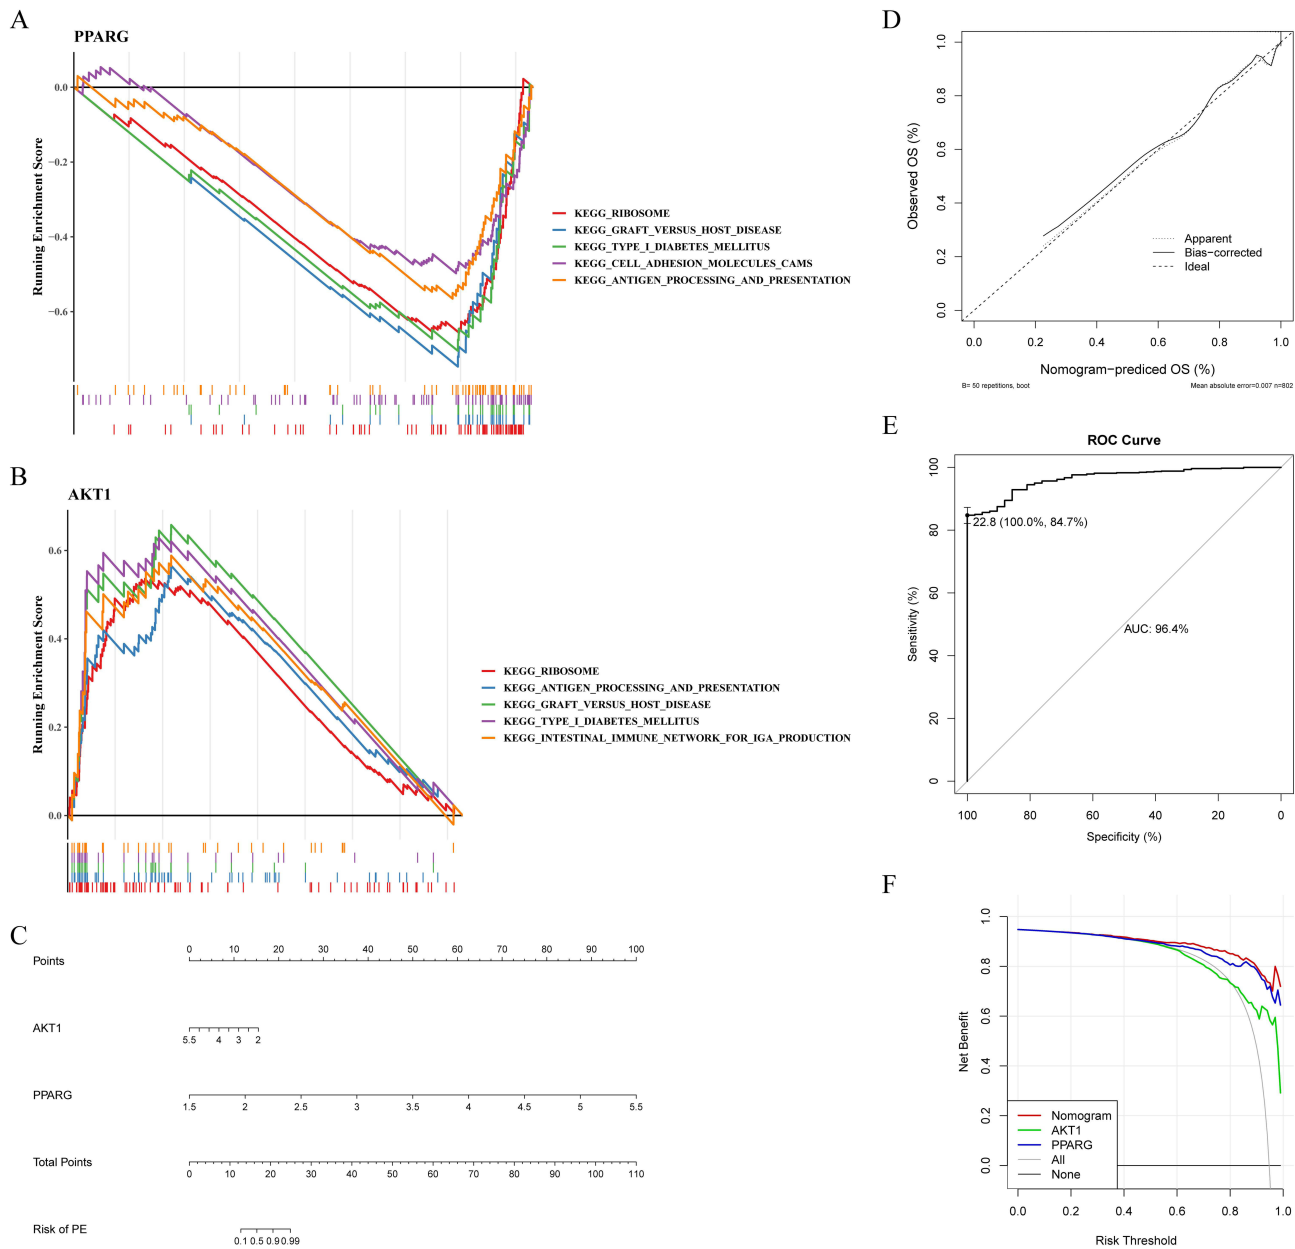 A
PPARG
Running Enrichment Score
0.0
−0.2
−0.4
−0.6
KEGG_RIBOSOME
KEGG_GRAFT_VERSUS_HOST_DISEASE
KEGG_TYPE_I_DIABETES_MELLITUS
KEGG_CELL_ADHESION_MOLECULES_CAMS
KEGG_ANTIGEN_PROCESSING_AND_PRESENTATION
B
AKT1
Running Enrichment Score
0.6
0.4
0.2
0.0
KEGG_RIBOSOME
KEGG_ANTIGEN_PROCESSING_AND_PRESENTATION
KEGG_GRAFT_VERSUS_HOST_DISEASE
KEGG_TYPE_I_DIABETES_MELLITUS
KEGG_INTESTINAL_IMMUNE_NETWORK_FOR_IGA_PRODUCTION
C
Points
0 10 20 30 40 50 60 70 80 90 100
AKT1
5.5 4 3 2
PPARG
1.5 2 2.5 3 3.5 4 4.5 5 5.5
Total Points
0 10 20 30 40 50 60 70 80 90 100 110
Risk of PE
0.1 0.5 0.9 0.99
D
Observed OS (%)
1.0
0.8
0.6
0.4
0.2
0.0
Apparent
Bias−corrected
Ideal
0.0 0.2 0.4 0.6 0.8 1.0
Nomogram−prediced OS (%)
B= 50 repetitions, boot
Mean absolute error=0.007 n=802
E
ROC Curve
Sensitivity (%)
100
80
60
40
20
0
22.8 (100.0%, 84.7%)
AUC: 96.4%
100 80 60 40 20 0
Specificity (%)
F
Net Benefit
1.0
0.8
0.6
0.4
0.2
0.0
Nomogram
AKT1
PPARG
All
None
0.0 0.2 0.4 0.6 0.8 1.0
Risk Threshold